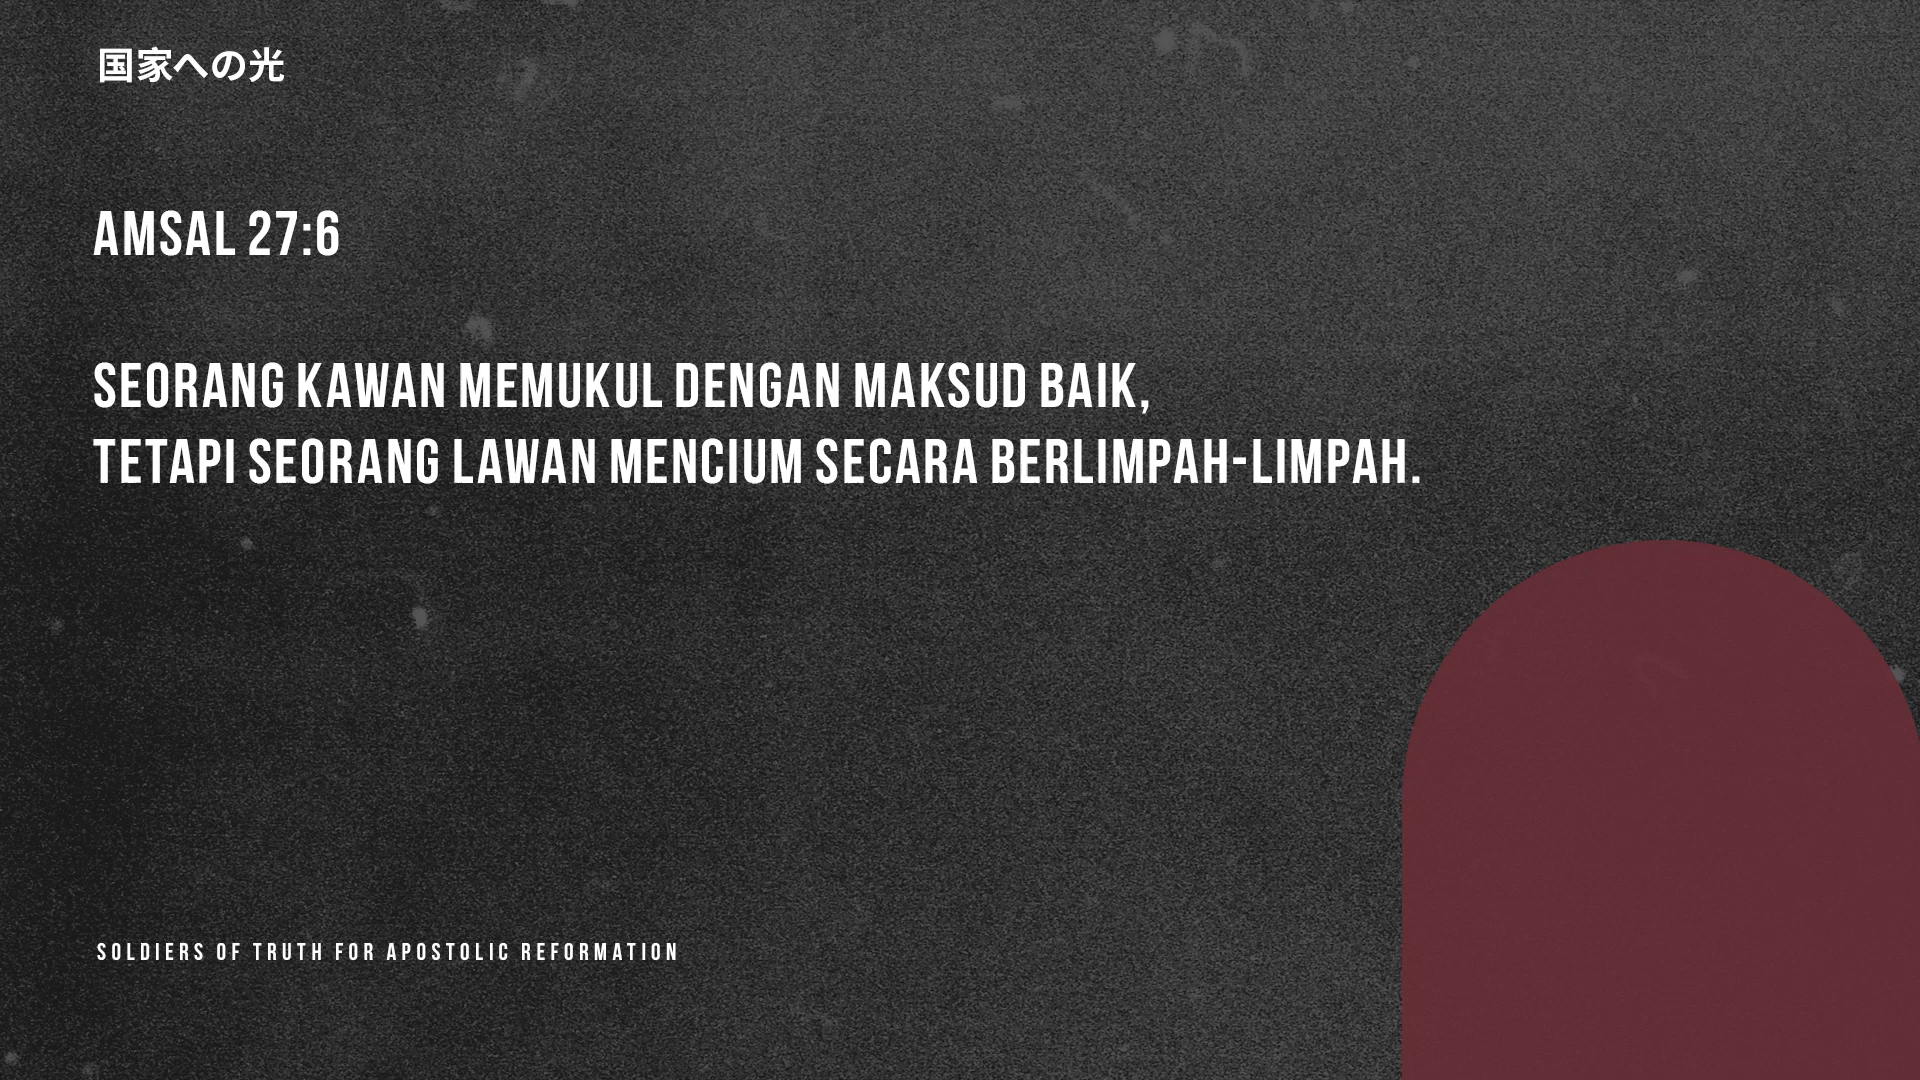 国家への光
AMSAL 27:6
SEORANG KAWAN MEMUKUL DENGAN MAKSUD BAIK,
TETAPI SEORANG LAWAN MENCIUM SECARA BERLIMPAH-LIMPAH.
SOLDIERS OF TRUTH FOR APOSTOLIC REFORMATION